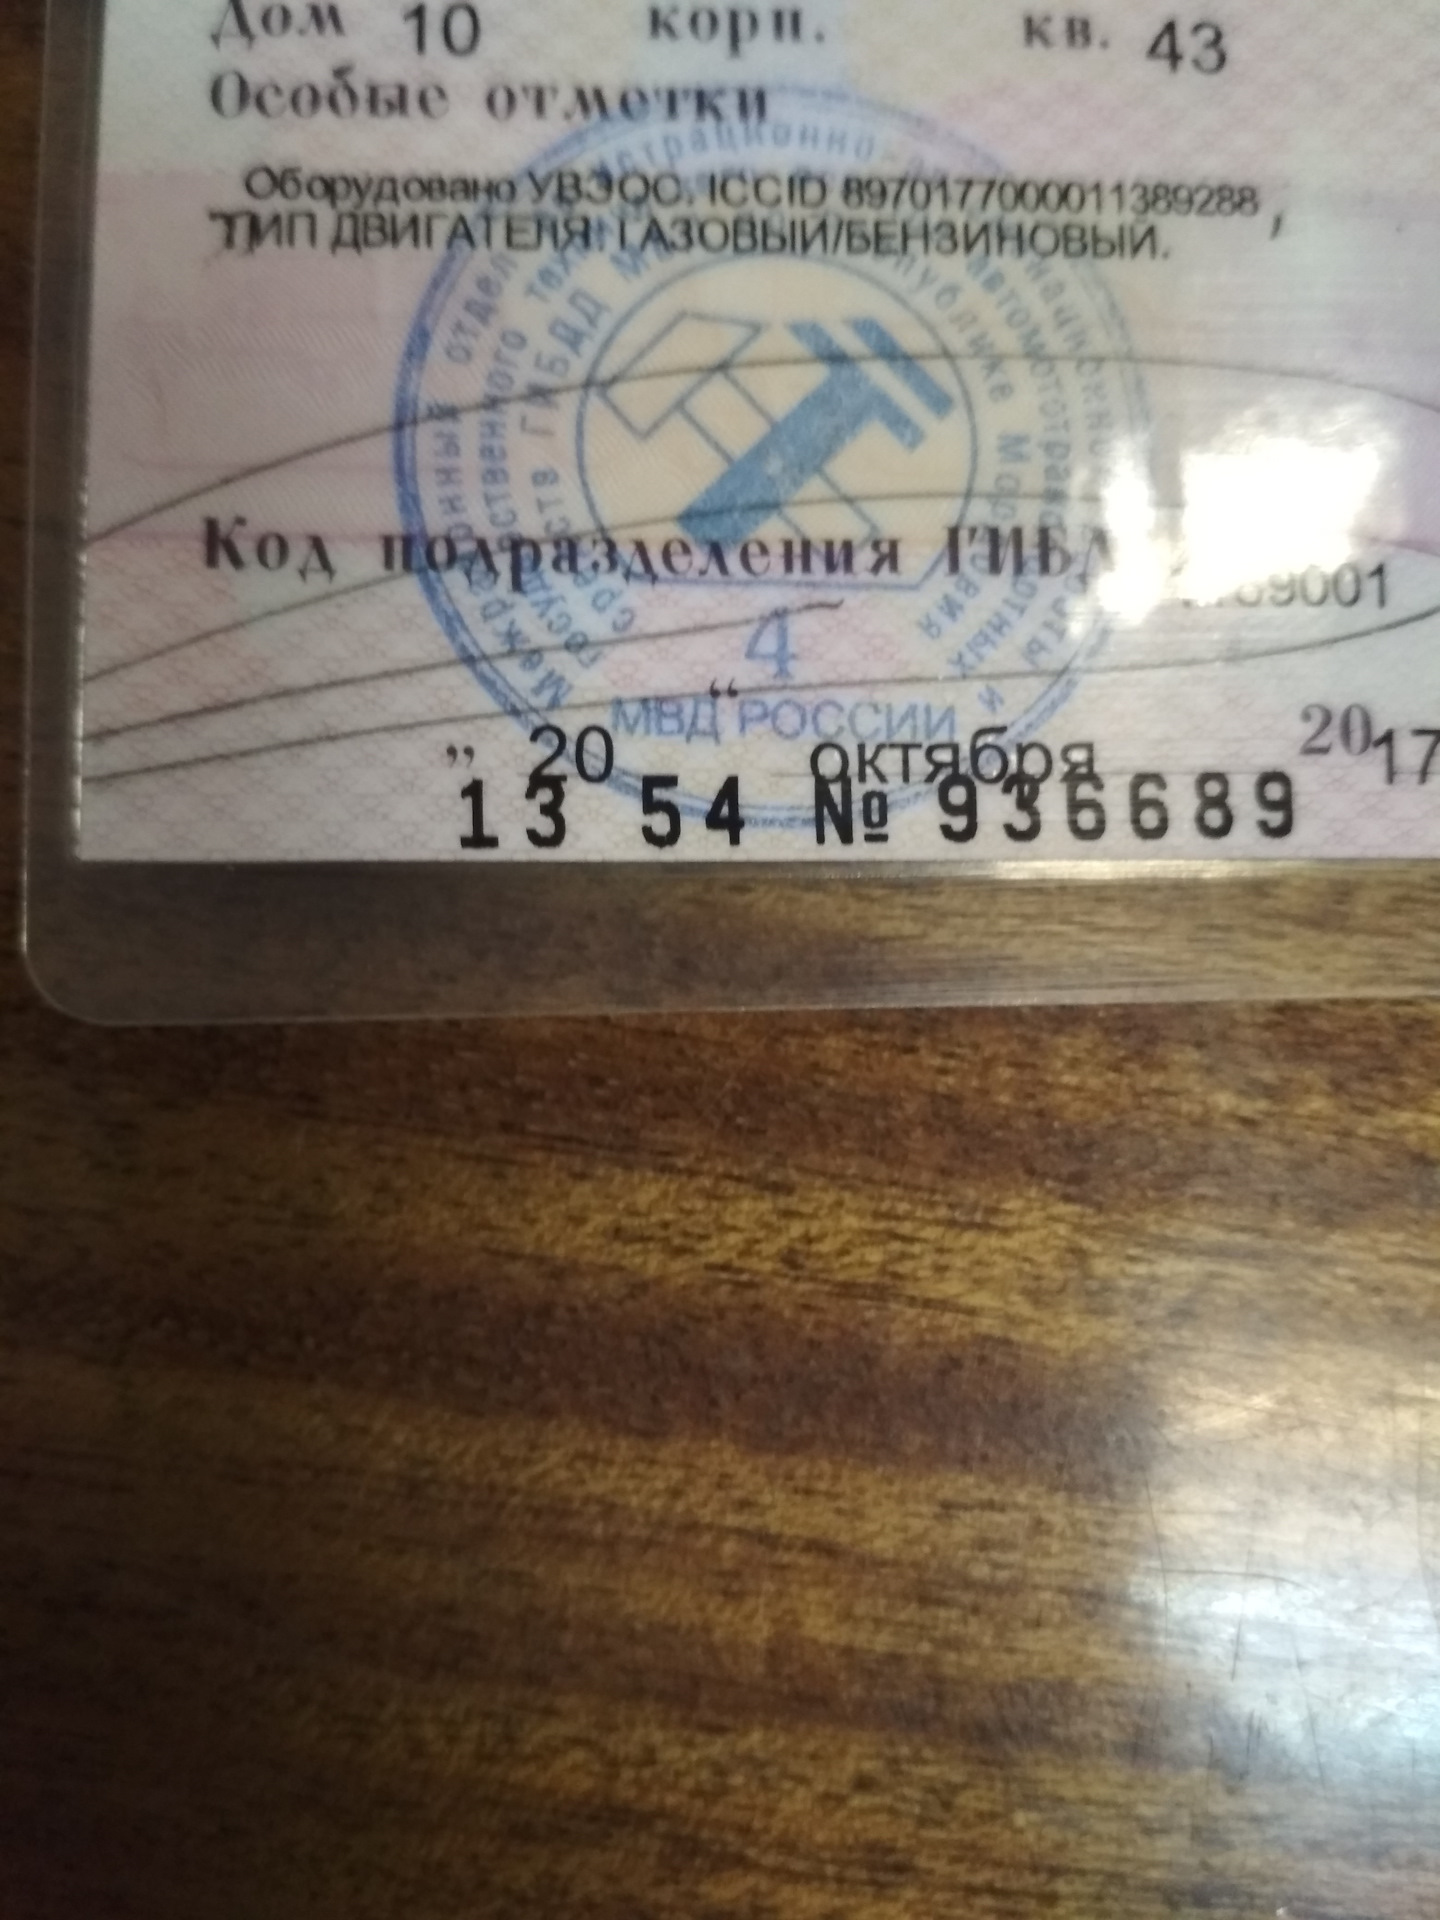 Дом 10 корп. кв. 43
Особые отметки
Оборудовано УВЭОС. ICCID 8970177000011389288,
ТИП ДВИГАТЕЛЯ: ГАЗОВЫЙ/БЕНЗИНОВЫЙ.
Код подразделения
4
МВД РОССИИ
" 20 “ октября 2017
13 54 № 936689